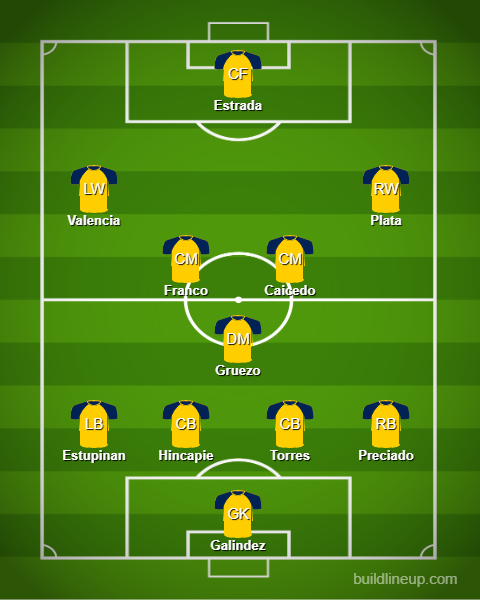 CF
Estrada
LW
RW
Valencia
Plata
CM
CM
Franco
Caicedo
DM
Gruezo
LB
CB
CB
RB
Estupinan
Hincapie
Torres
Preciado
GK
Galindez
buildlineup.com